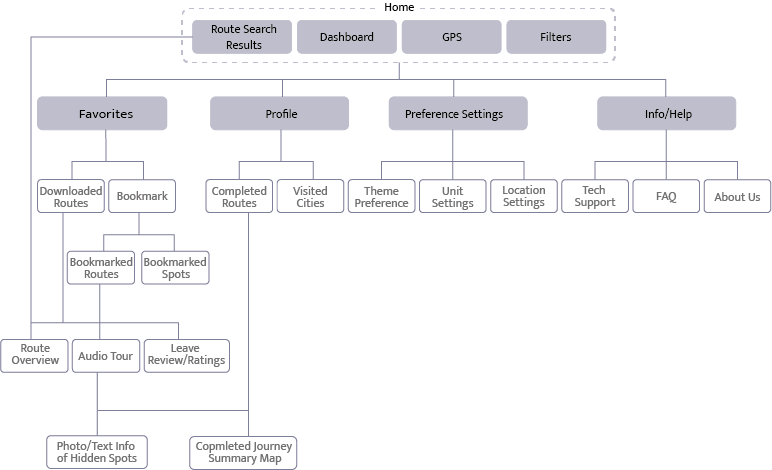 Home
Route Search
Results
Dashboard
GPS
Filters
Favorites
Profile
Preference Settings
Info/Help
Downloaded
Routes
Bookmark
Completed
Routes
Visited
Cities
Theme
Preference
Unit
Settings
Location
Settings
Tech
Support
FAQ
About Us
Bookmarked
Routes
Bookmarked
Spots
Route
Overview
Audio Tour
Leave
Review/Ratings
Photo/Text Info
of Hidden Spots
Copmleted Journey
Summary Map